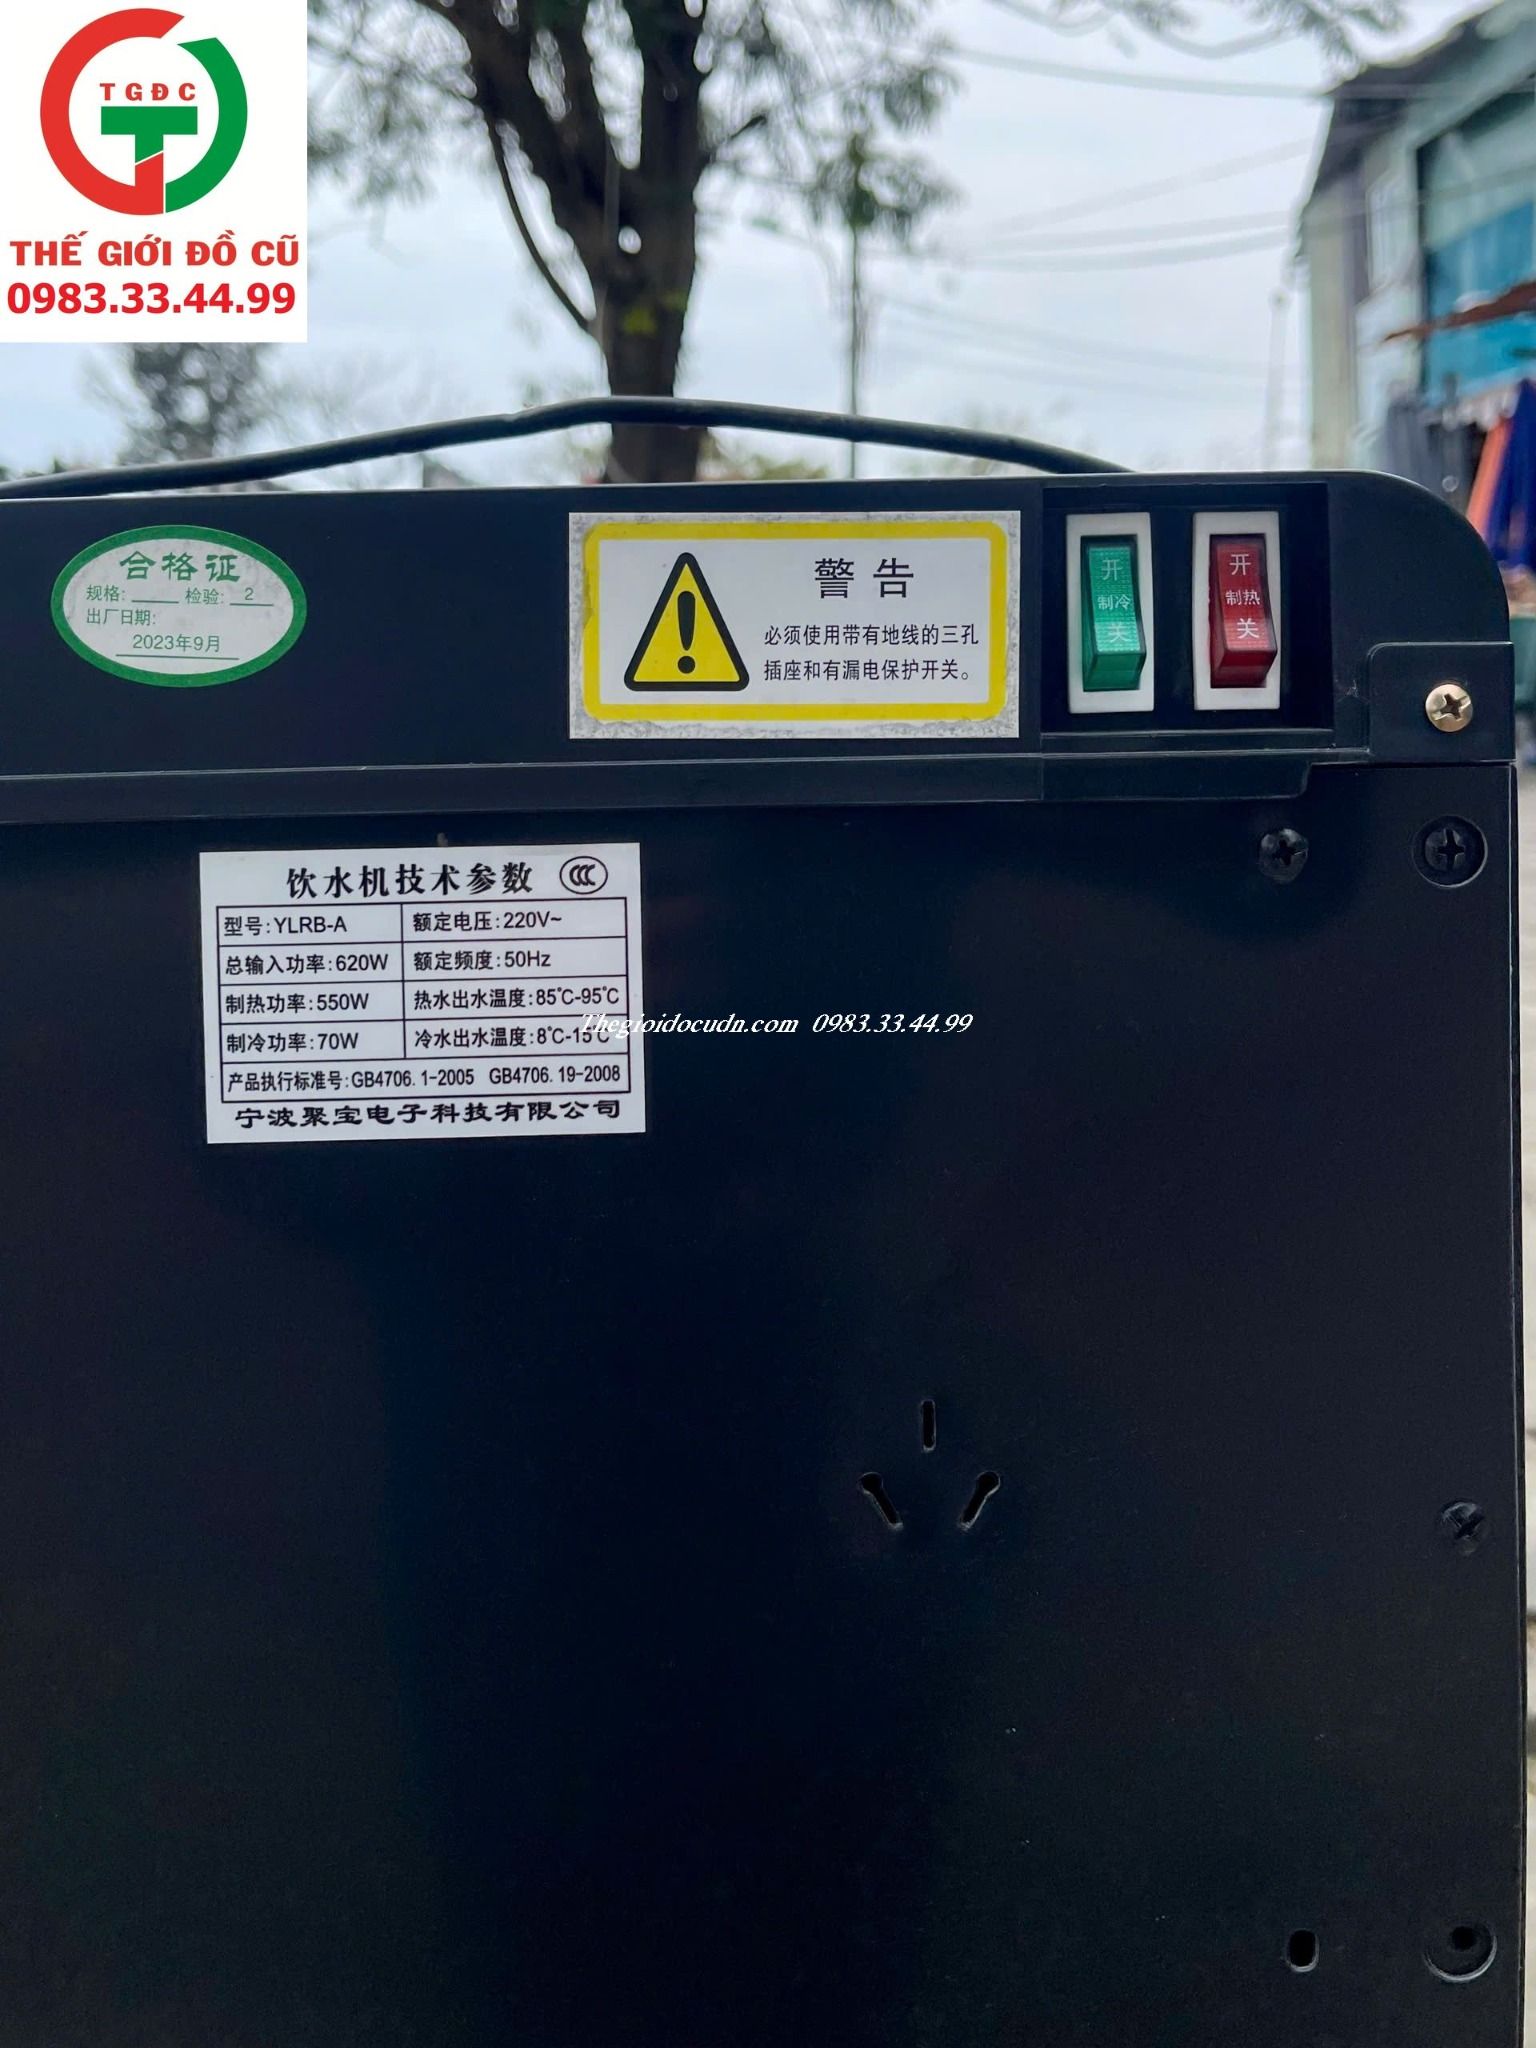 TGĐC
THẾ GIỚI ĐỒ CŨ
0983.33.44.99
合格证
规格: 检验: 2
出厂日期:
2023年9月
警告
必须使用带有地线的三孔
插座和有漏电保护开关。
开
制冷
关
开
制热
关
饮水机技术参数 CCC
型号:YLRB-A 额定电压:220V~
总输入功率:620W 额定频度:50Hz
制热功率:550W 热水出水温度:85℃-95℃
制冷功率:70W 冷水出水温度:8℃-15℃
产品执行标准号:GB4706.1-2005 GB4706.19-2008
宁波聚宝电子科技有限公司
Thegioidocudn.com 0983.33.44.99